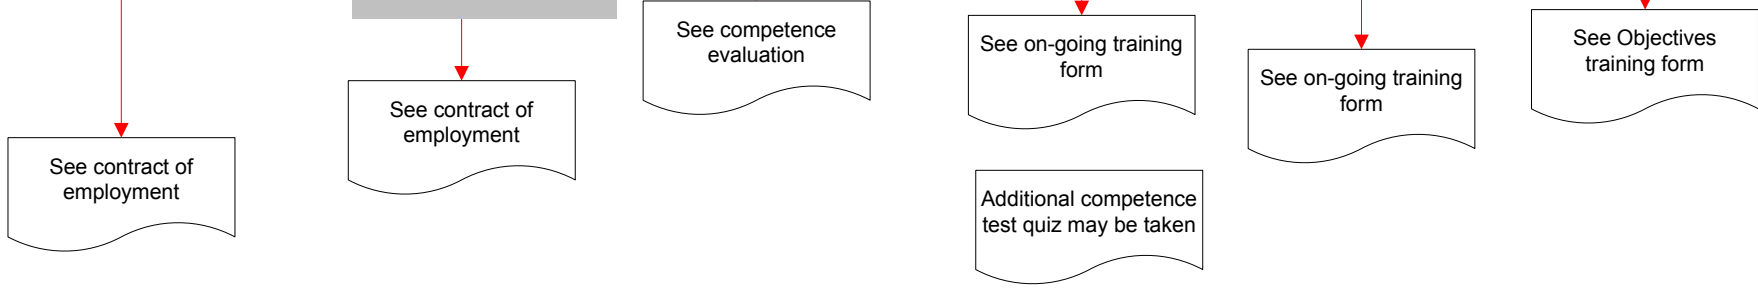 See contract of
employment
See contract of
employment
See competence
evaluation
See on-going training
form
Additional competence
test quiz may be taken
See on-going training
form
See Objectives
training form